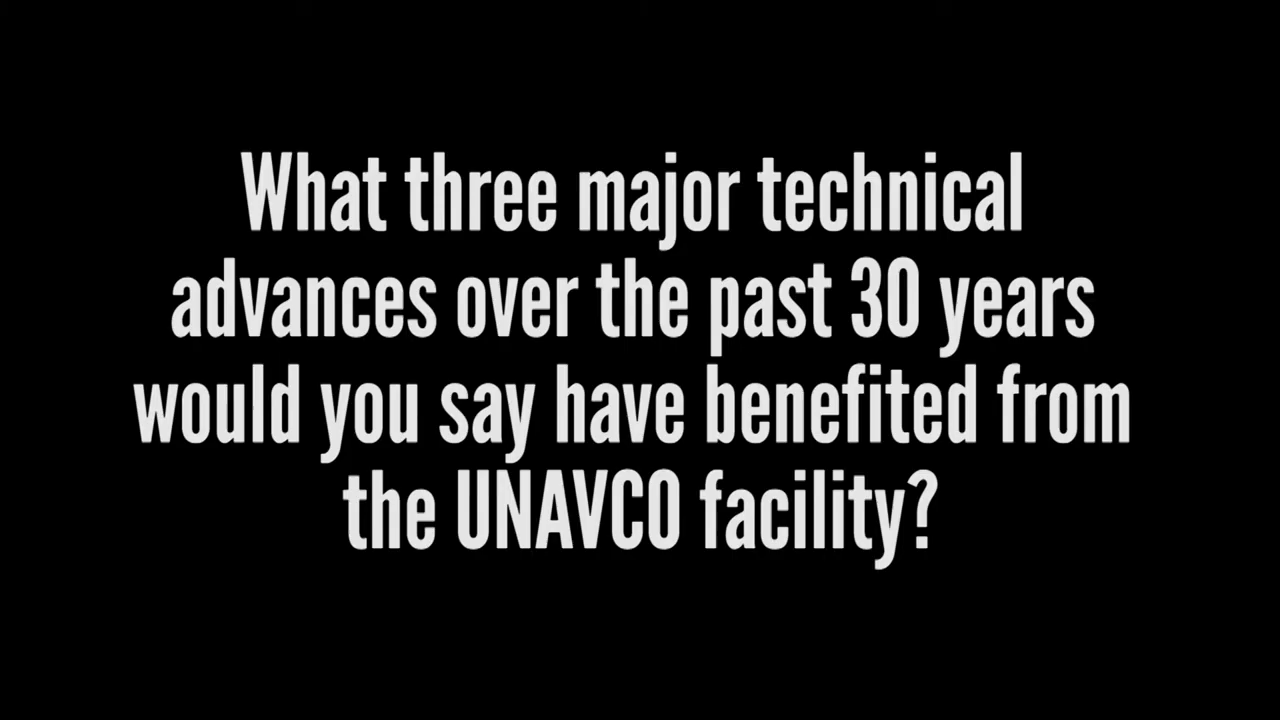 What three major technical
advances over the past 30 years
would you say have benefited from
the UNAVCO facility?